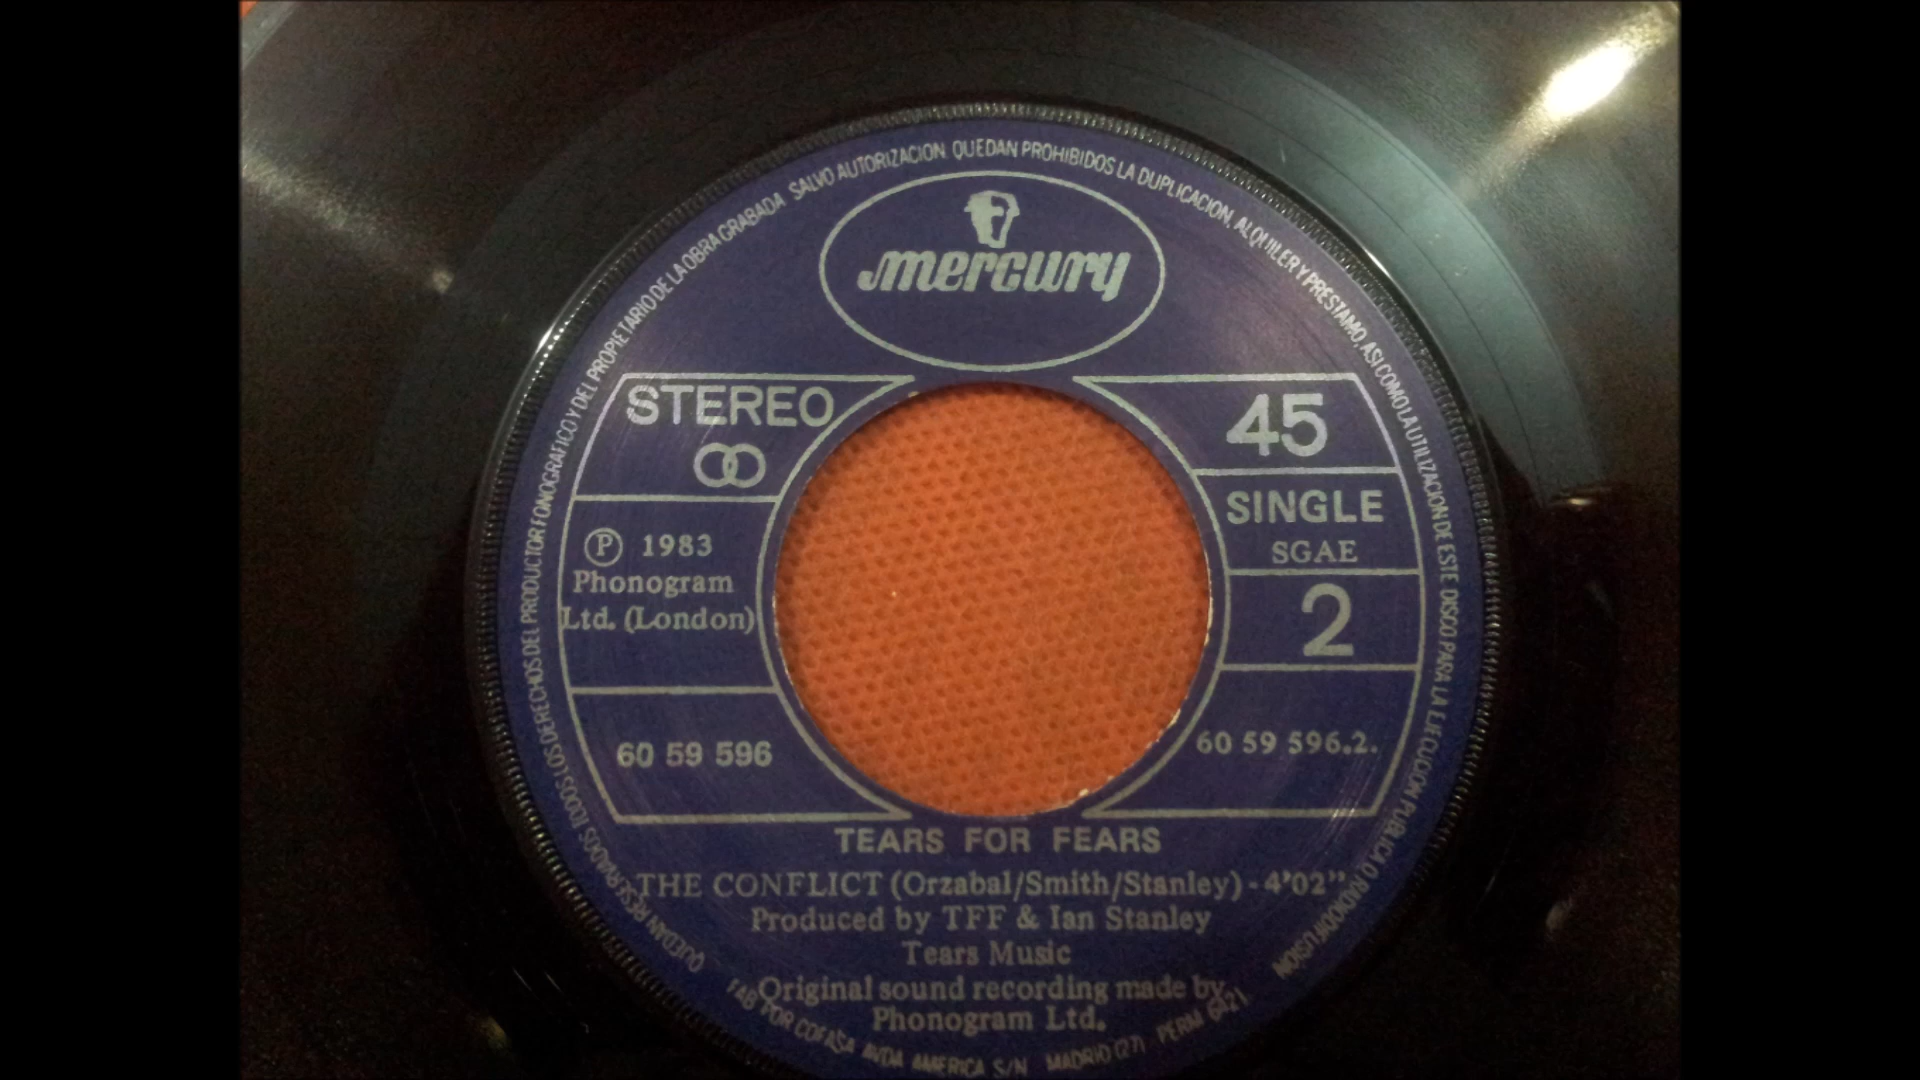 QUEDAN RESERVADOS TODOS LOS DERECHOS DEL PRODUCTOR FONOGRAFICO Y DEL PROPIETARIO DE LA OBRA GRABADA. SALVO AUTORIZACION. QUEDAN PROHIBIDOS LA DUPLICACION, ALQUILER Y PRESTAMO, ASI COMO LA UTILIZACION DE ESTE DISCO PARA LA EJECUCION PUBLICA O RADIODIFUSION
mercury
STEREO
℗ 1983
Phonogram
Ltd. (London)
60 59 596
45
SINGLE
SGAE
2
60 59 596.2.
TEARS FOR FEARS
THE CONFLICT (Orzabal/Smith/Stanley) - 4'02"
Produced by TFF & Ian Stanley
Tears Music
Original sound recording made by
Phonogram Ltd.
FAB POR COFASA AVDA AMERICA S/N MADRID (27) PERM 6421